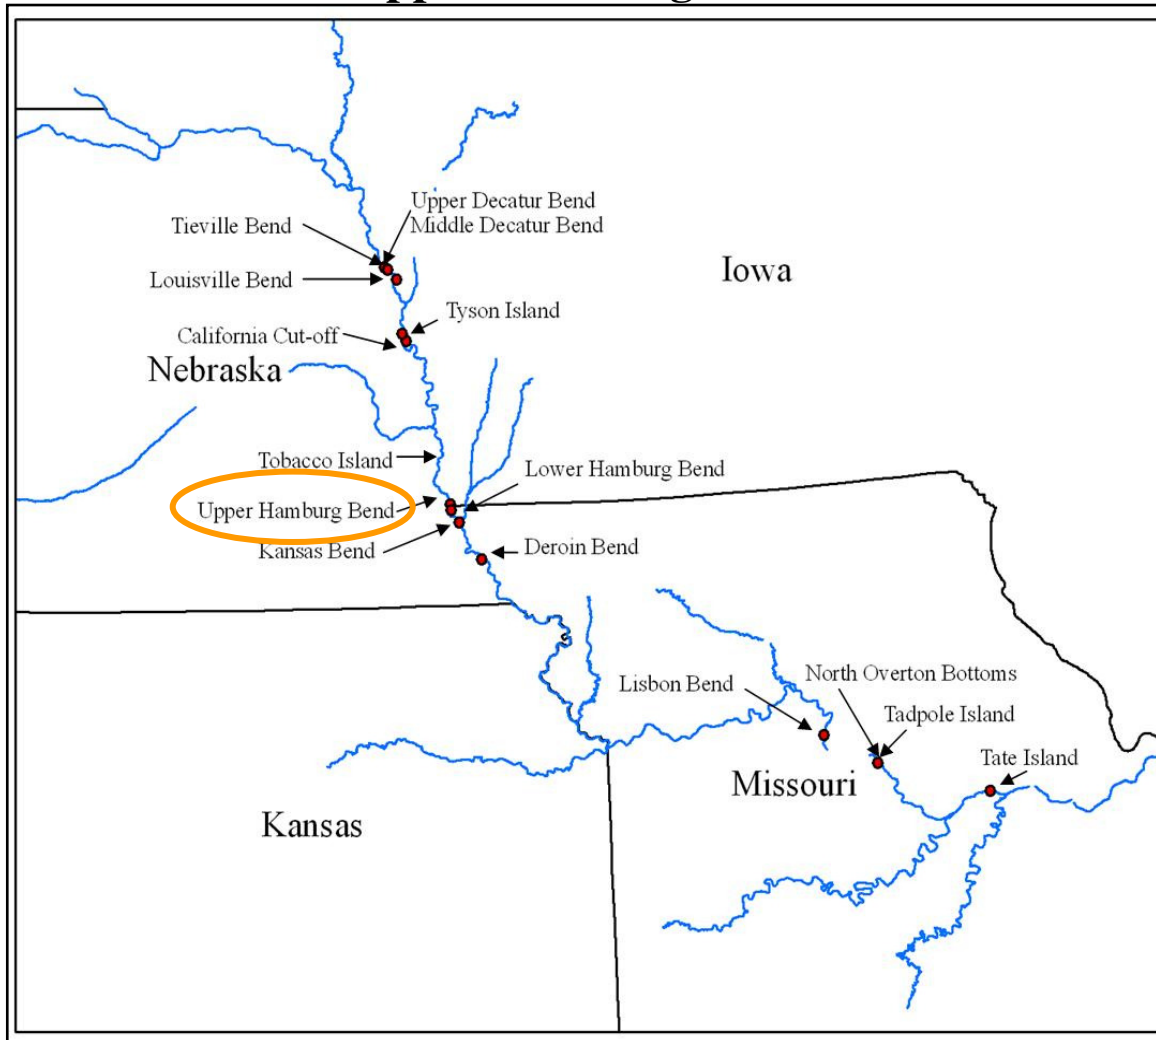 Upper Decatur Bend
Middle Decatur Bend
Tieville Bend
Iowa
Louisville Bend
Tyson Island
California Cut-off
Nebraska
Tobacco Island
Lower Hamburg Bend
Upper Hamburg Bend
Kansas Bend
Deroin Bend
North Overton Bottoms
Lisbon Bend
Tadpole Island
Tate Island
Missouri
Kansas